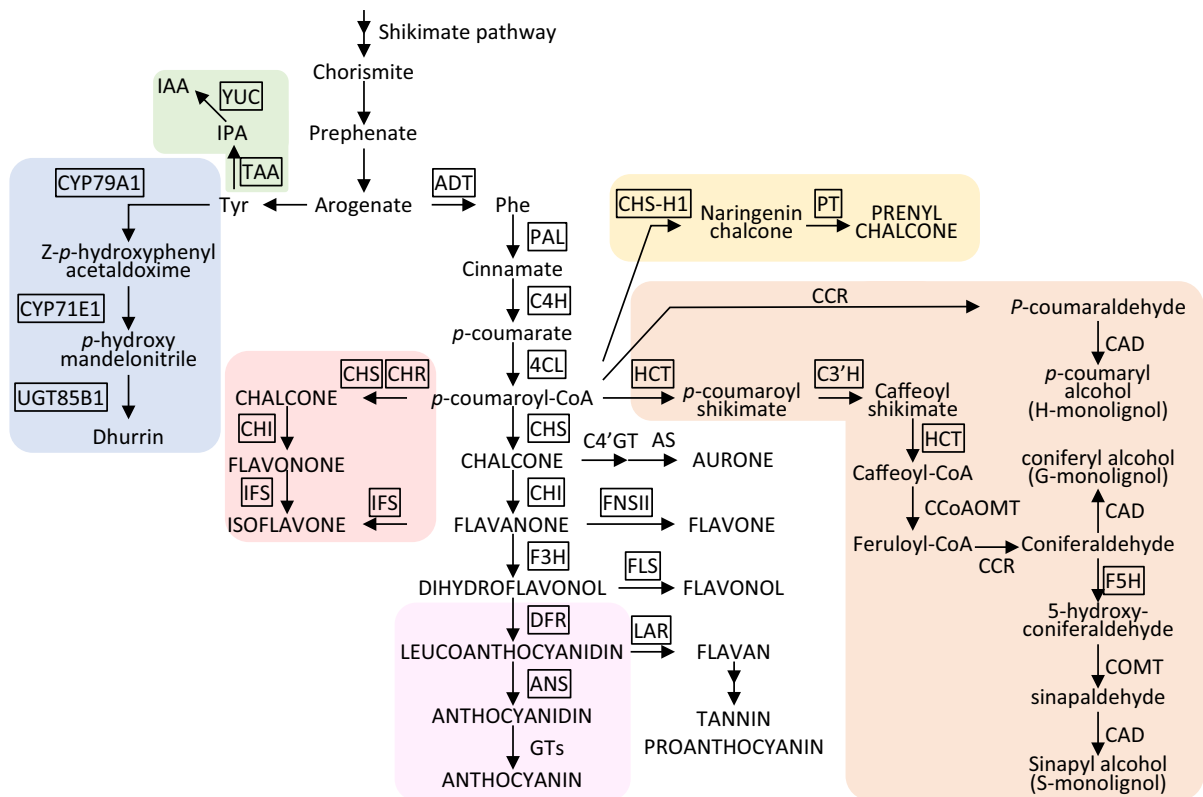 Shikimate pathway
Chorismite
IAA
YUC
IPA
Prephenate
TAA
CYP79A1
Tyr
Arogenate
ADT
Phe
CHS-H1
Naringenin
chalcone
PT
PRENYL
CHALCONE
PAL
Z-p-hydroxyphenyl
acetaldoxime
Cinnamate
CYP71E1
C4H
CCR
P-coumaraldehyde
p-hydroxy
mandelonitrile
p-coumarate
CAD
4CL
UGT85B1
CHS CHR
CHALCONE
p-coumaroyl-CoA
HCT
p-coumaroyl
shikimate
C3’H
Caffeoyl
shikimate
p-coumaryl
alcohol
(H-monolignol)
Dhurrin
CHI
CHS
HCT
FLAVONONE
CHALCONE
C4’GT
AS
AURONE
Caffeoyl-CoA
coniferyl alcohol
(G-monolignol)
IFS
IFS
CHI
FNSII
CCoAOMT
CAD
ISOFLAVONE
FLAVANONE
FLAVONE
Feruloyl-CoA
CCR
Coniferaldehyde
F3H
FLS
F5H
DIHYDROFLAVONOL
FLAVONOL
5-hydroxy-
coniferaldehyde
DFR
LAR
LEUCOANTHOCYANIDIN
FLAVAN
COMT
ANS
sinapaldehyde
ANTHOCYANIDIN
TANNIN
PROANTHOCYANIN
CAD
GTs
ANTHOCYANIN
Sinapyl alcohol
(S-monolignol)